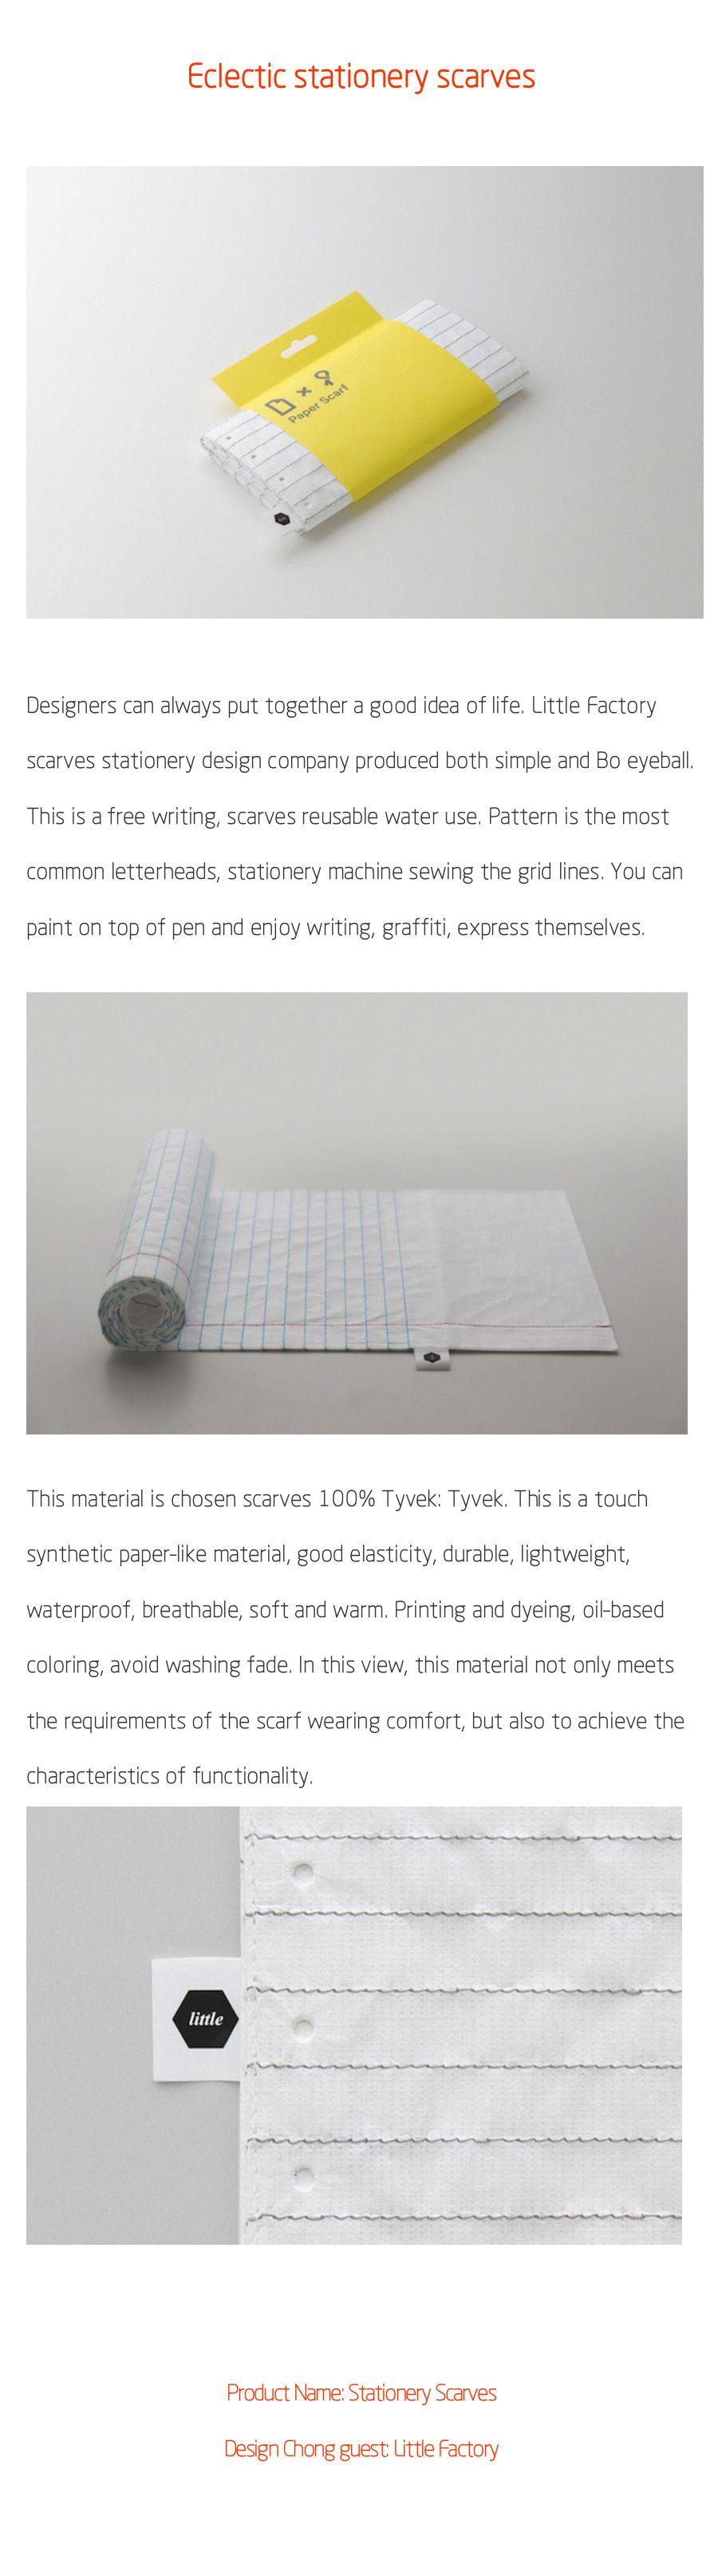 Eclectic stationery scarves
Paper Scarf
Designers can always put together a good idea of life. Little Factory
scarves stationery design company produced both simple and Bo eyeball.
This is a free writing, scarves reusable water use. Pattern is the most
common letterheads, stationery machine sewing the grid lines. You can
paint on top of pen and enjoy writing, graffiti, express themselves.
This material is chosen scarves 100% Tyvek: Tyvek. This is a touch
synthetic paper-like material, good elasticity, durable, lightweight,
waterproof, breathable, soft and warm. Printing and dyeing, oil-based
coloring, avoid washing fade. In this view, this material not only meets
the requirements of the scarf wearing comfort, but also to achieve the
characteristics of functionality.
little
Product Name: Stationery Scarves
Design Chong guest: Little Factory